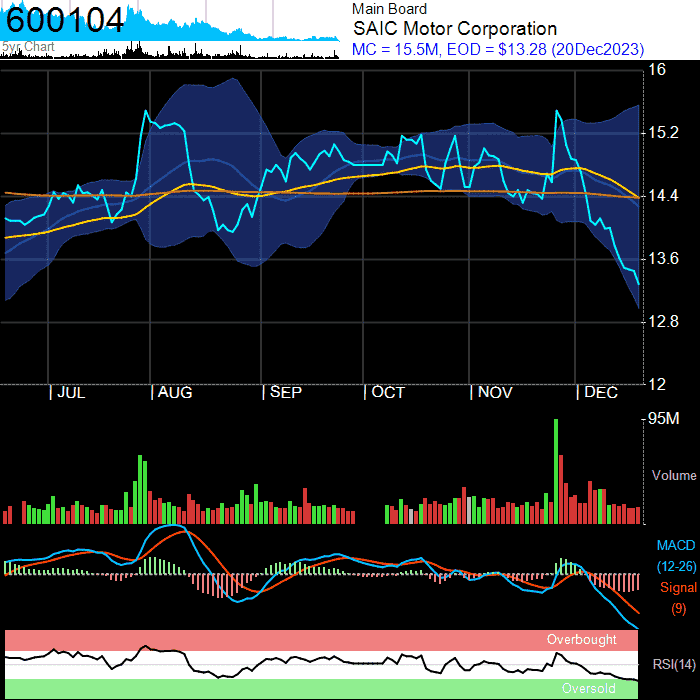 600104
5yr Chart
Main Board
SAIC Motor Corporation
MC = 15.5M, EOD = $13.28 (20Dec2023)
16
15.2
14.4
13.6
12.8
12
JUL
AUG
SEP
OCT
NOV
DEC
95M
Volume
MACD
(12-26)
Signal
(9)
Overbought
RSI(14)
Oversold